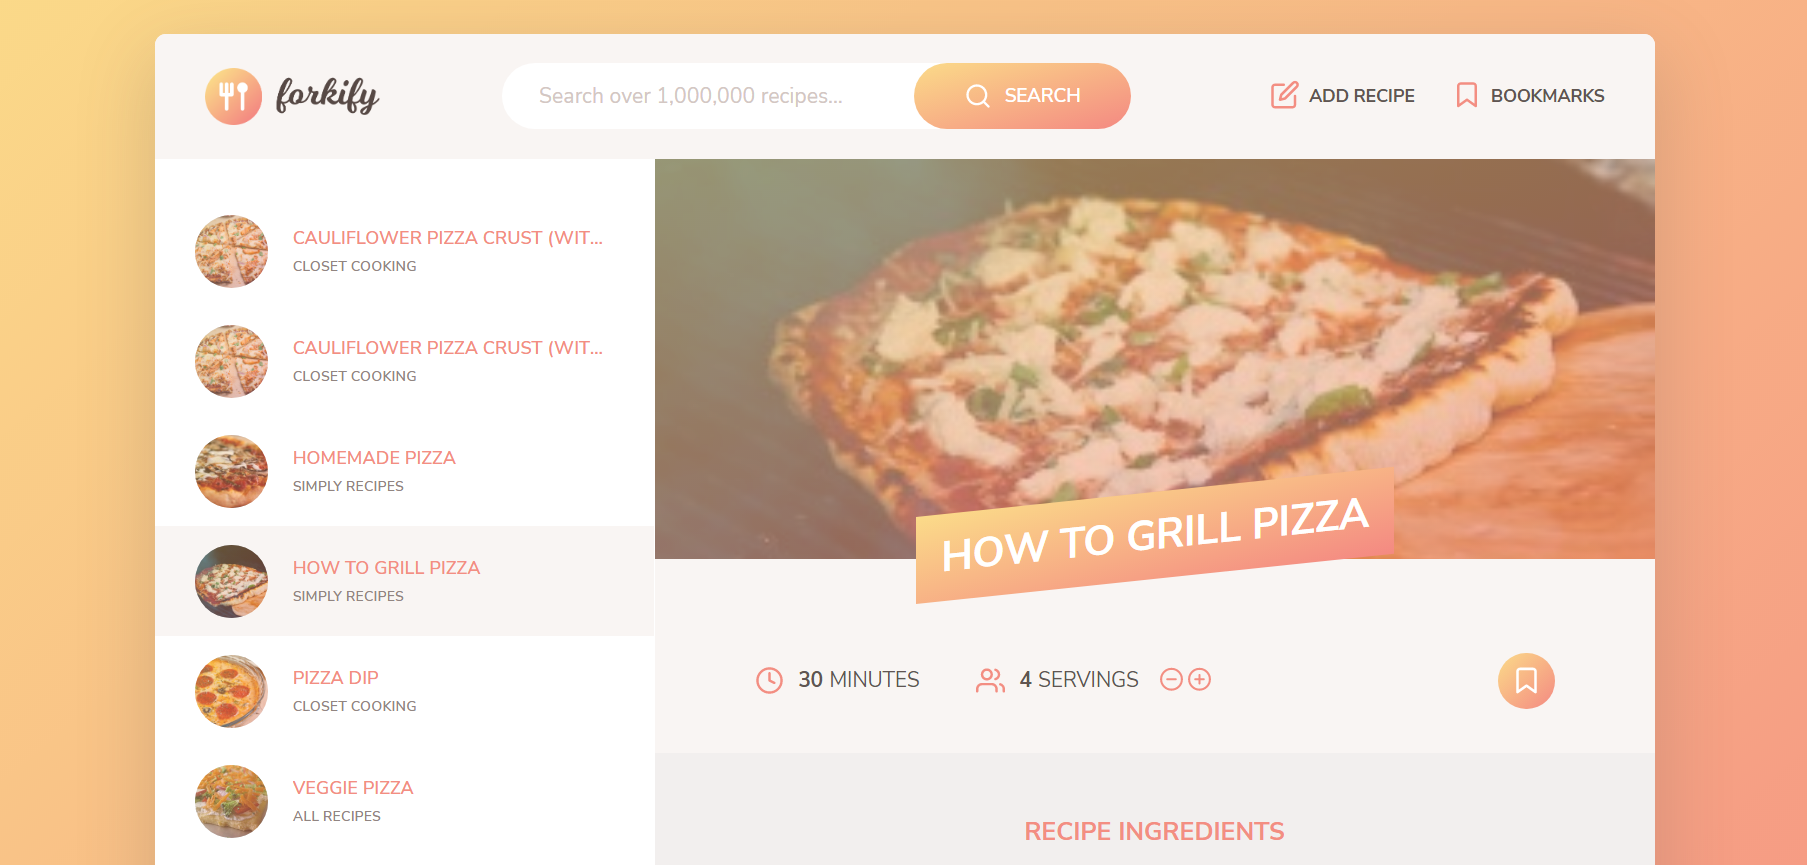 forkify
Search over 1,000,000 recipes...
SEARCH
ADD RECIPE
BOOKMARKS
CAULIFLOWER PIZZA CRUST (WIT...
CLOSET COOKING
CAULIFLOWER PIZZA CRUST (WIT...
CLOSET COOKING
HOMEMADE PIZZA
SIMPLY RECIPES
HOW TO GRILL PIZZA
SIMPLY RECIPES
PIZZA DIP
CLOSET COOKING
VEGGIE PIZZA
ALL RECIPES
HOW TO GRILL PIZZA
30 MINUTES
4 SERVINGS
RECIPE INGREDIENTS